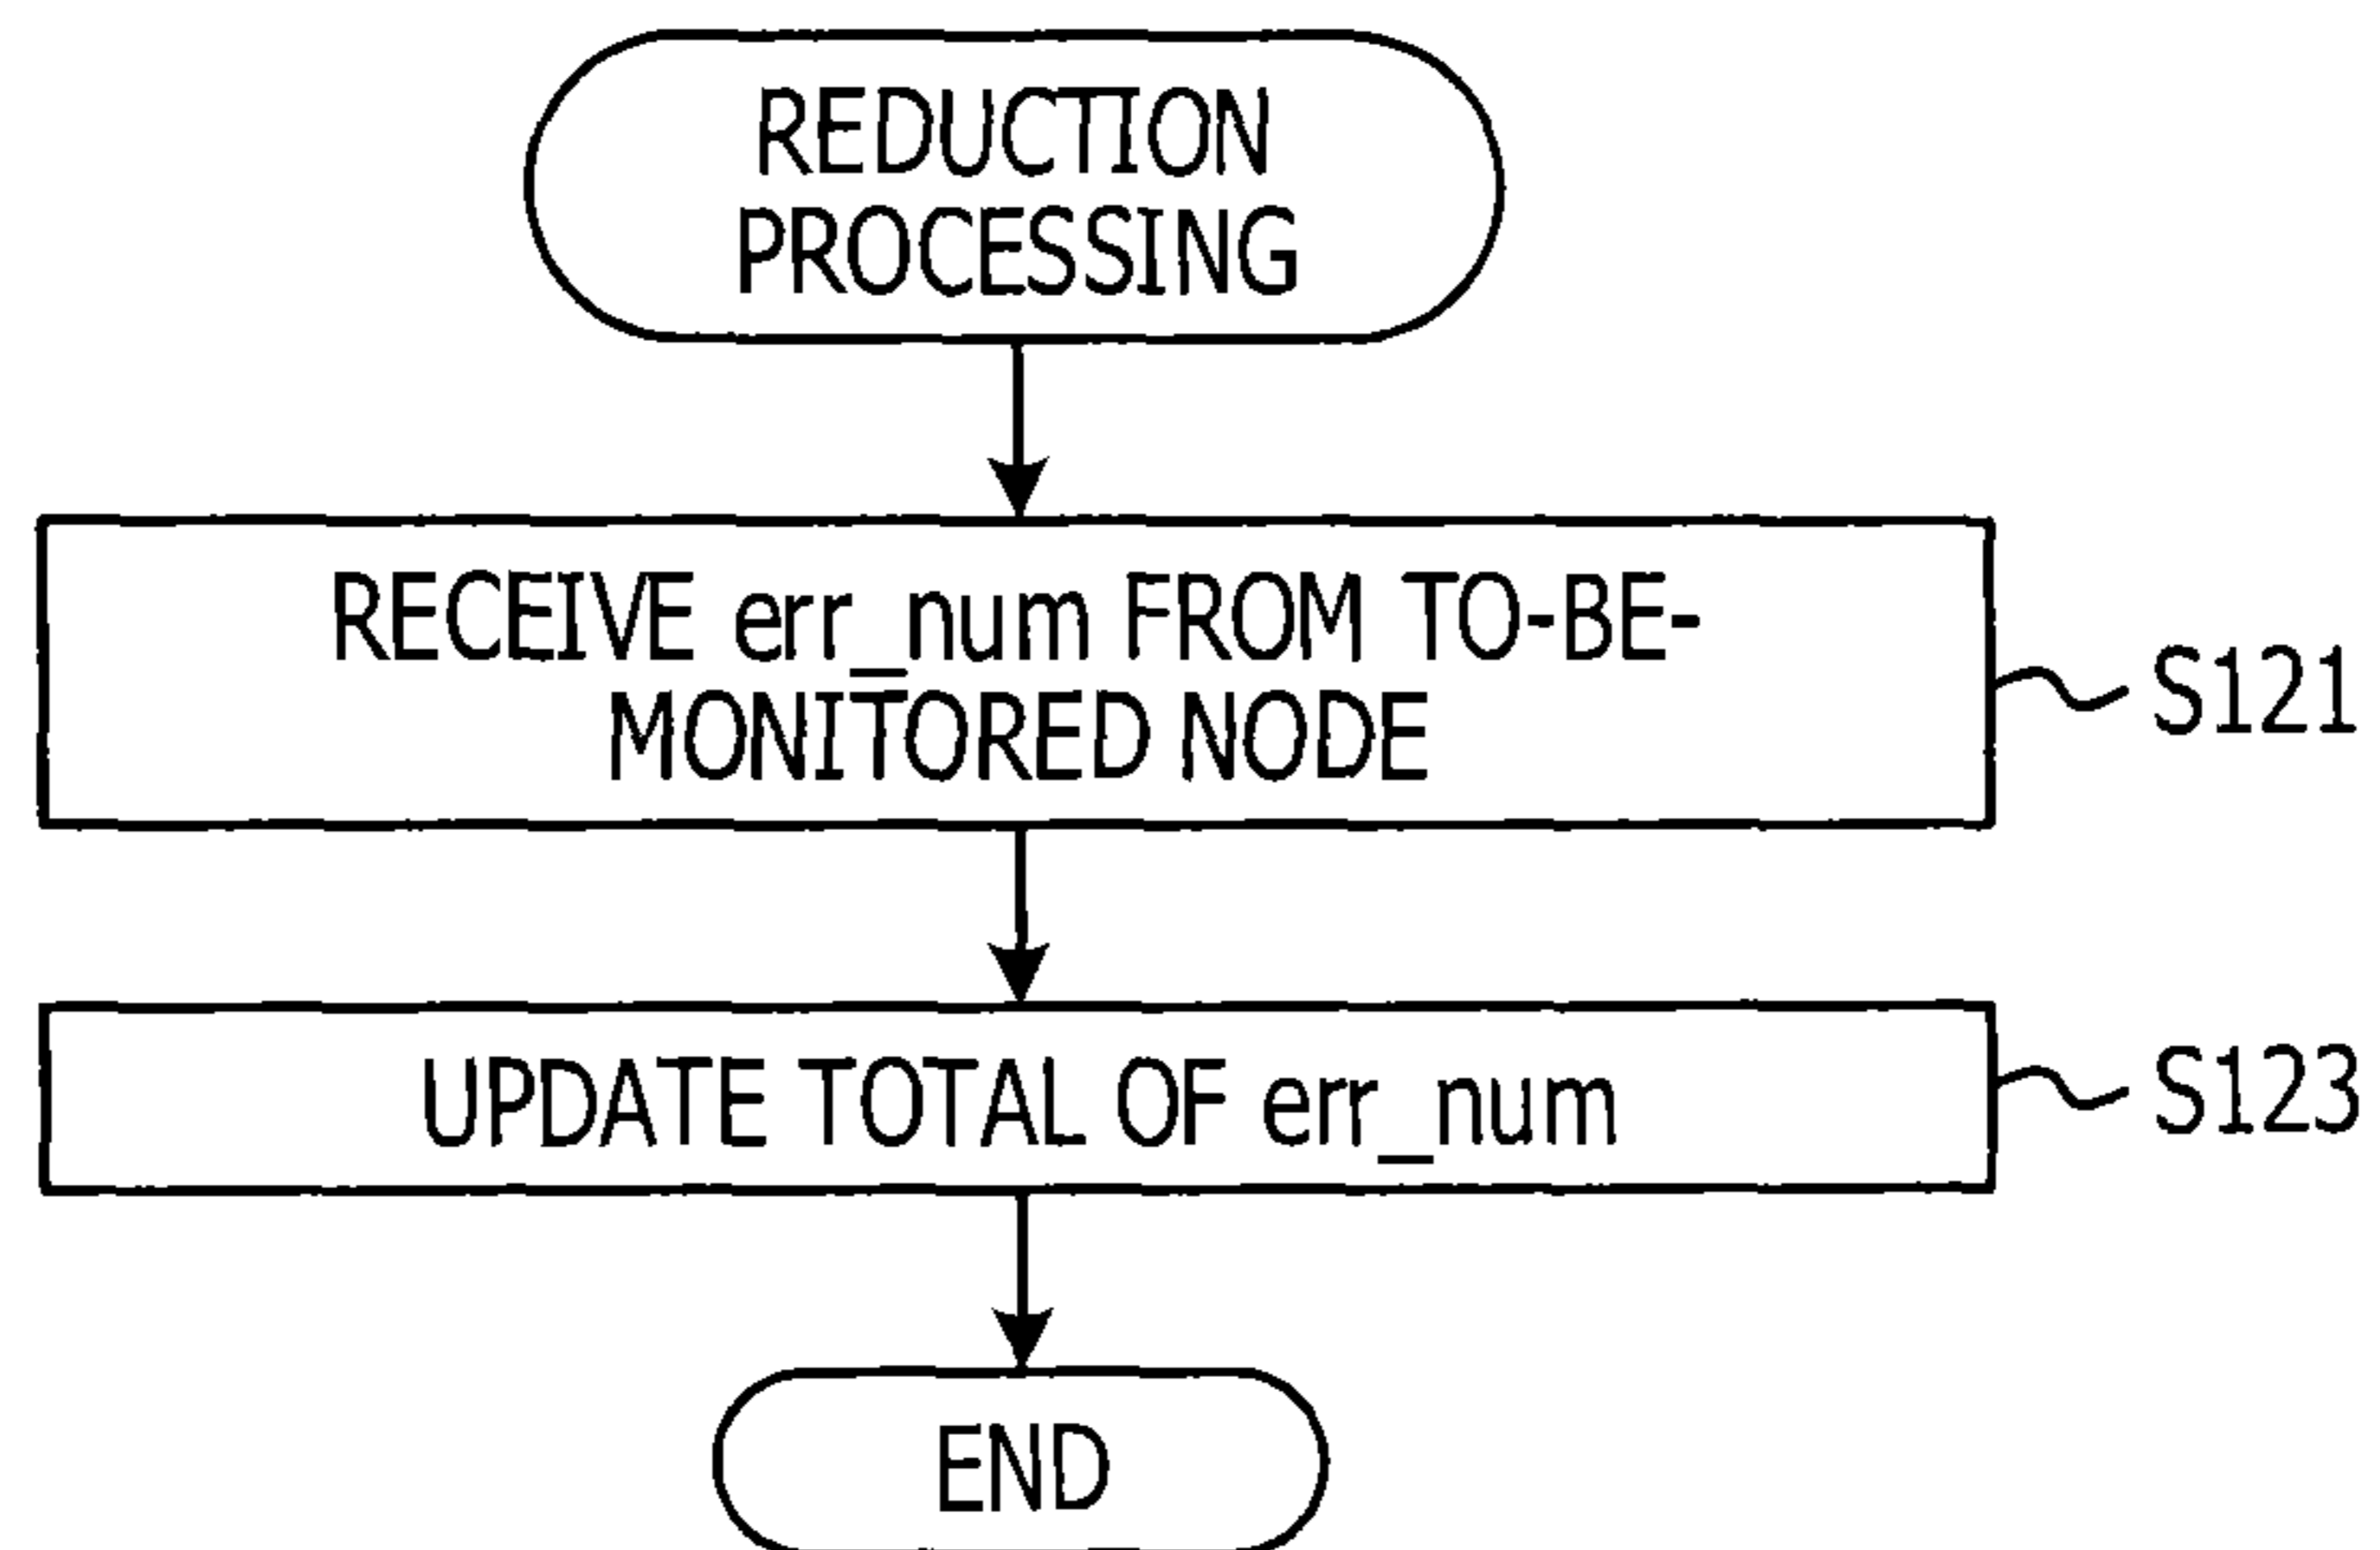 REDUCTION
PROCESSING
RECEIVE err_num FROM TO-BE-
MONITORED NODE
S121
UPDATE TOTAL OF err_num
S123
END